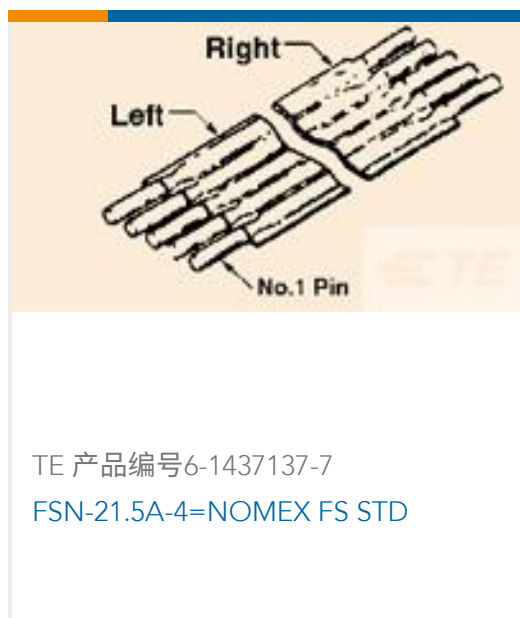 Right
Left
No.1 Pin
TE
TE 产品编号6-1437137-7
FSN-21.5A-4=NOMEX FS STD